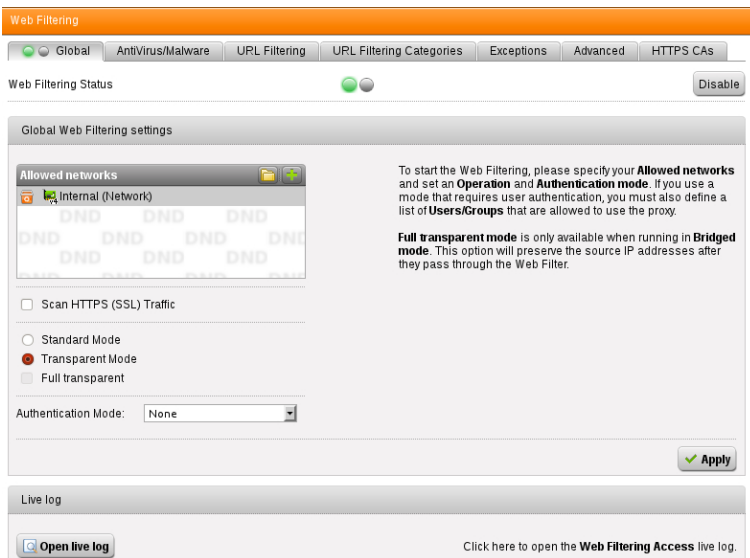 Web Filtering
Global AntiVirus/Malware URL Filtering URL Filtering Categories Exceptions Advanced HTTPS CAs
Web Filtering Status Disable
Global Web Filtering settings
Allowed networks
Internal (Network)
DND DND DND
DND DND DND DND
DND DND DND
DND DND DND DND
Scan HTTPS (SSL) Traffic
Standard Mode
Transparent Mode
Full transparent
Authentication Mode: None
To start the Web Filtering, please specify your Allowed networks
and set an Operation and Authentication mode. If you use a
mode that requires user authentication, you must also define a
list of Users/Groups that are allowed to use the proxy.
Full transparent mode is only available when running in Bridged
mode. This option will preserve the source IP addresses after
they pass through the Web Filter.
Apply
Live log
Open live log
Click here to open the Web Filtering Access live log.